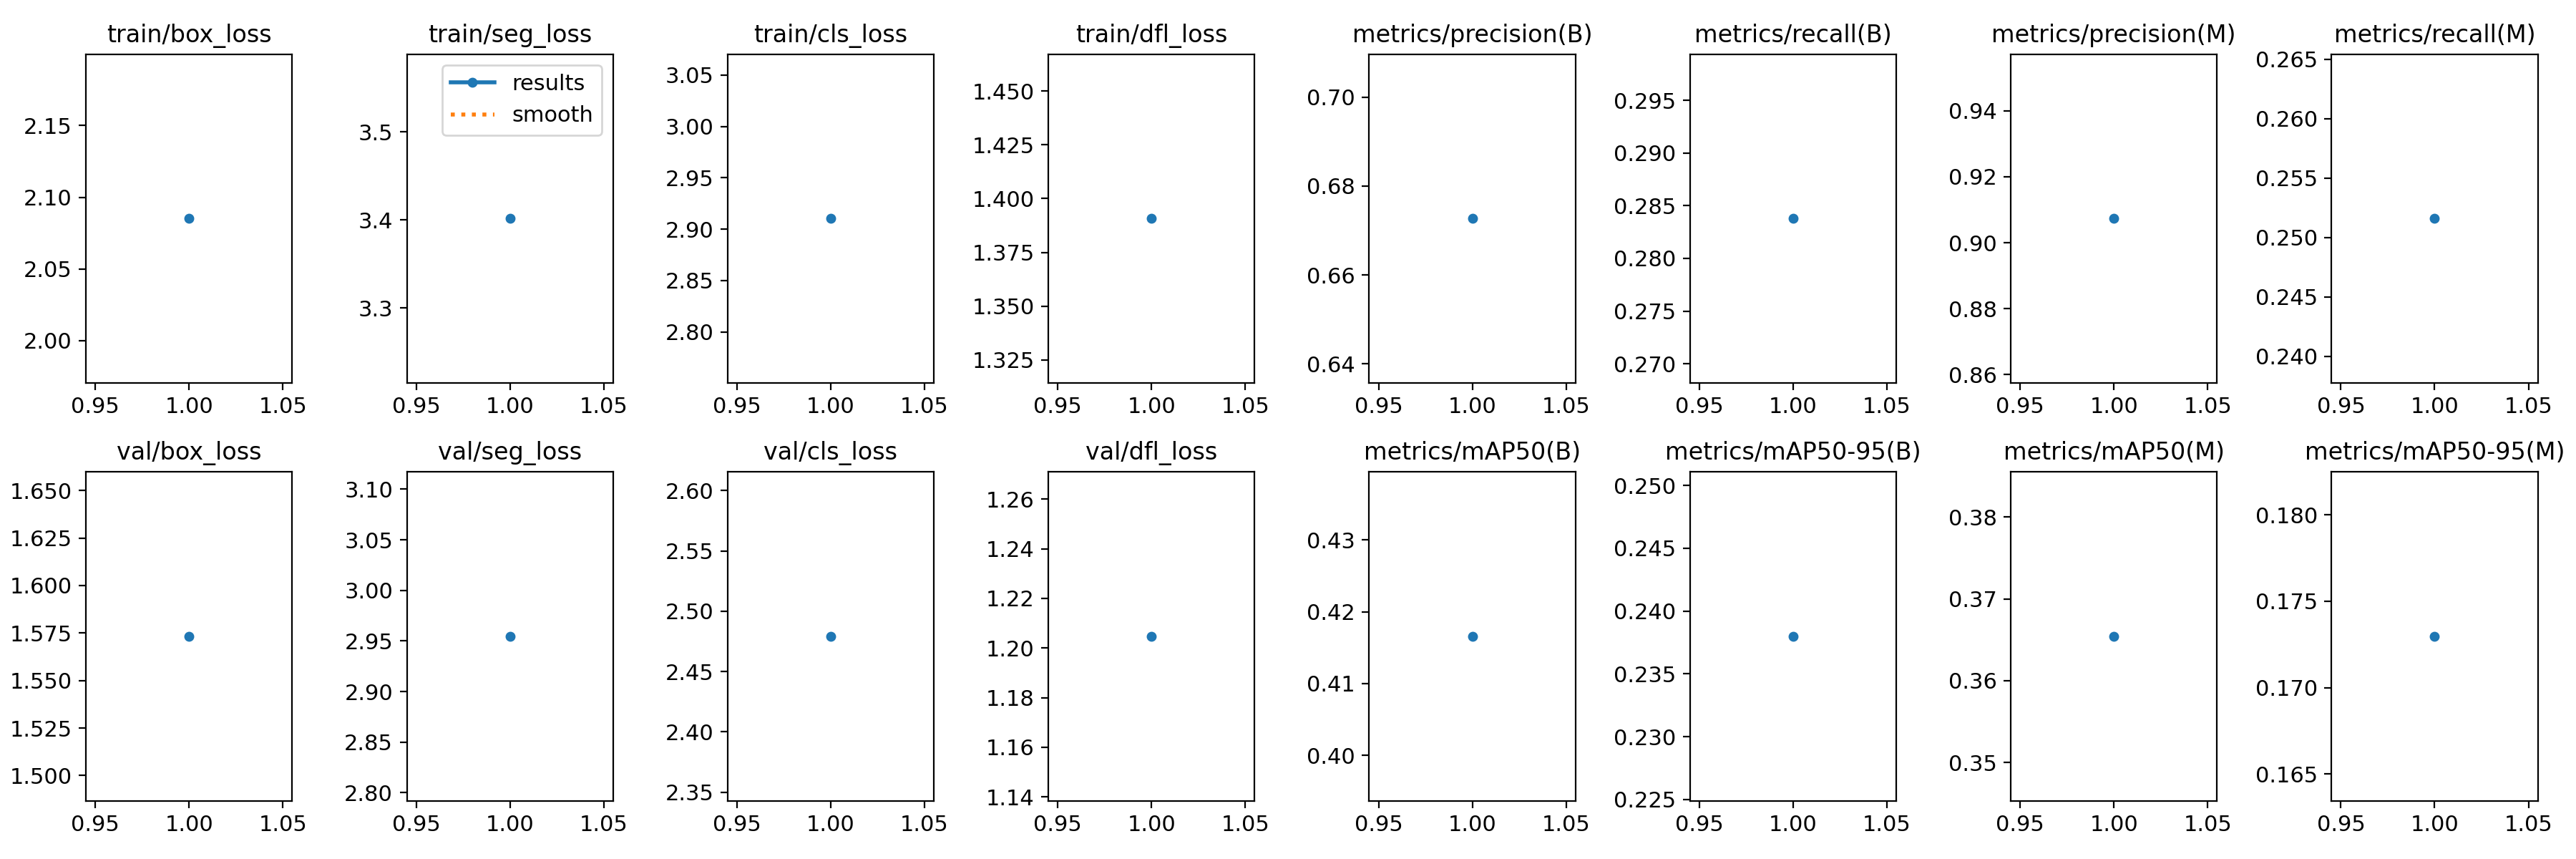 train/box_loss
2.15
2.10
2.05
2.00
0.95 1.00 1.05
train/seg_loss
results
smooth
3.5
3.4
3.3
0.95 1.00 1.05
train/cls_loss
3.05
3.00
2.95
2.90
2.85
2.80
0.95 1.00 1.05
train/dfl_loss
1.450
1.425
1.400
1.375
1.350
1.325
0.95 1.00 1.05
metrics/precision(B)
0.70
0.68
0.66
0.64
0.95 1.00 1.05
metrics/recall(B)
0.295
0.290
0.285
0.280
0.275
0.270
0.95 1.00 1.05
metrics/precision(M)
0.94
0.92
0.90
0.88
0.86
0.95 1.00 1.05
metrics/recall(M)
0.265
0.260
0.255
0.250
0.245
0.240
0.95 1.00 1.05
val/box_loss
1.650
1.625
1.600
1.575
1.550
1.525
1.500
0.95 1.00 1.05
val/seg_loss
3.10
3.05
3.00
2.95
2.90
2.85
2.80
0.95 1.00 1.05
val/cls_loss
2.60
2.55
2.50
2.45
2.40
2.35
0.95 1.00 1.05
val/dfl_loss
1.26
1.24
1.22
1.20
1.18
1.16
1.14
0.95 1.00 1.05
metrics/mAP50(B)
0.43
0.42
0.41
0.40
0.95 1.00 1.05
metrics/mAP50-95(B)
0.250
0.245
0.240
0.235
0.230
0.225
0.95 1.00 1.05
metrics/mAP50(M)
0.38
0.37
0.36
0.35
0.95 1.00 1.05
metrics/mAP50-95(M)
0.180
0.175
0.170
0.165
0.95 1.00 1.05